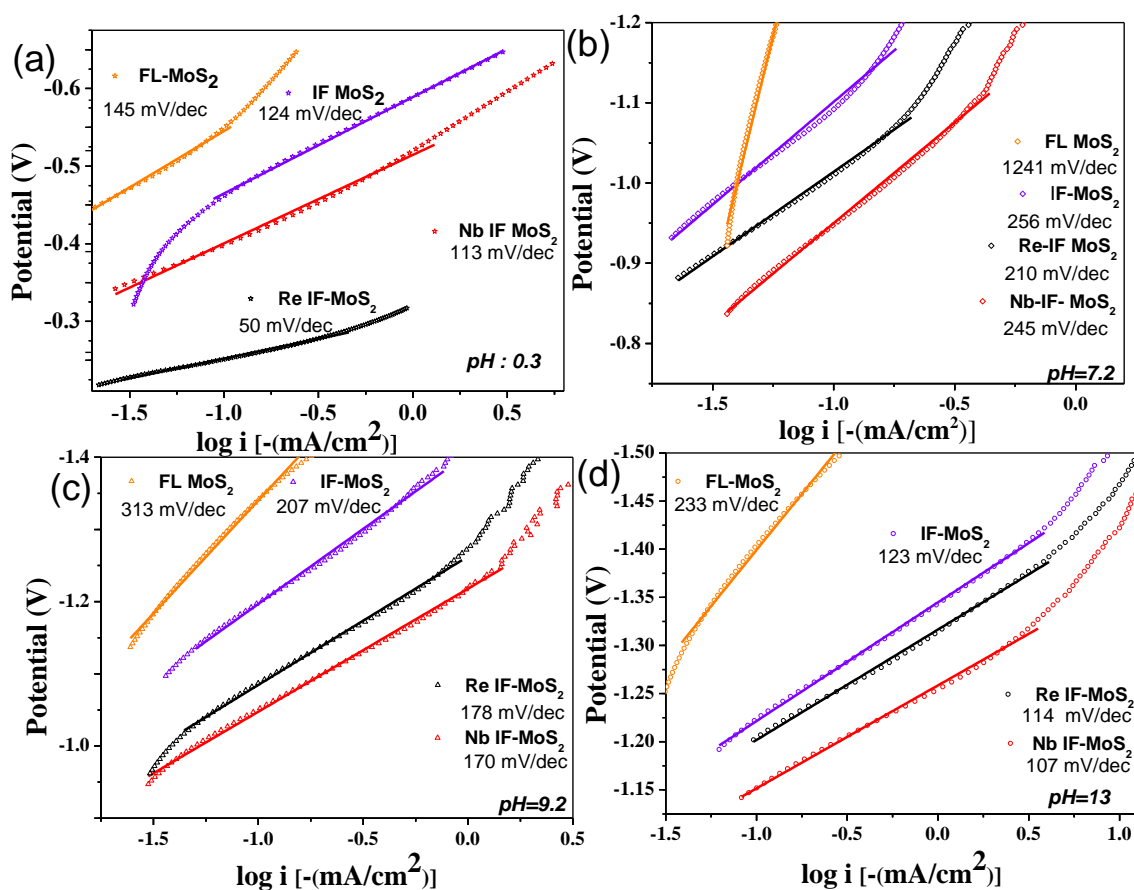 (a)
-0.6
-0.5
-0.4
-0.3
Potential (V)
FL-MoS2
145 mV/dec
IF MoS2
124 mV/dec
Nb IF MoS2
113 mV/dec
Re IF-MoS2
50 mV/dec
pH : 0.3
-1.5 -1.0 -0.5 0.0 0.5
log i [-(mA/cm2)]
(b)
-1.2
-1.1
-1.0
-0.9
-0.8
Potential (V)
FL MoS2
1241 mV/dec
IF-MoS2
256 mV/dec
Re-IF MoS2
210 mV/dec
Nb-IF- MoS2
245 mV/dec
pH=7.2
-1.5 -1.0 -0.5 0.0
log i [-(mA/cm2)]
(c)
-1.4
-1.2
-1.0
Potential (V)
FL MoS2
313 mV/dec
IF-MoS2
207 mV/dec
Re IF-MoS2
178 mV/dec
Nb IF-MoS2
170 mV/dec
pH=9.2
-1.5 -1.0 -0.5 0.0 0.5
log i [-(mA/cm2)]
(d)
-1.50
-1.45
-1.40
-1.35
-1.30
-1.25
-1.20
-1.15
-1.10
Potential (V)
FL-MoS2
233 mV/dec
IF-MoS2
123 mV/dec
Re IF-MoS2
114 mV/dec
Nb IF-MoS2
107 mV/dec
pH=13
-1.5 -1.0 -0.5 0.0 0.5 1.0
log i [-(mA/cm2)]